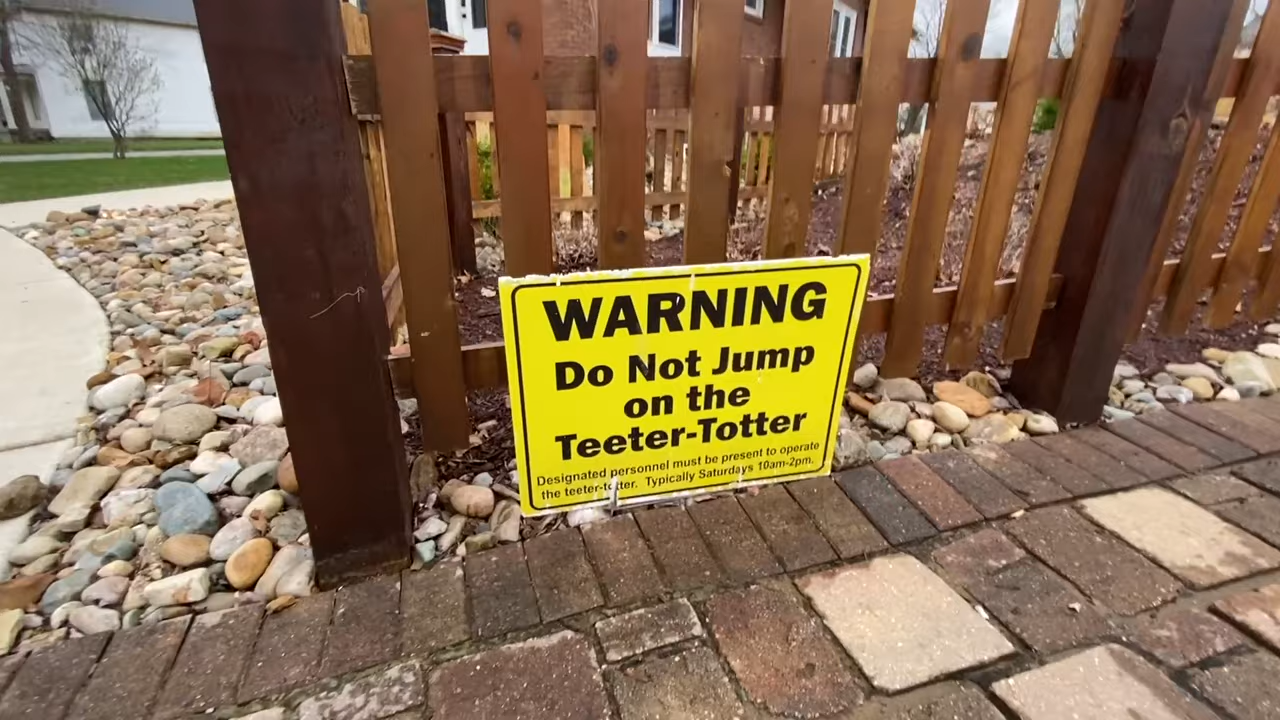 WARNING
Do Not Jump
on the
Teeter-Totter
Designated personnel must be present to operate
the teeter-totter. Typically Saturdays 10am-2pm.